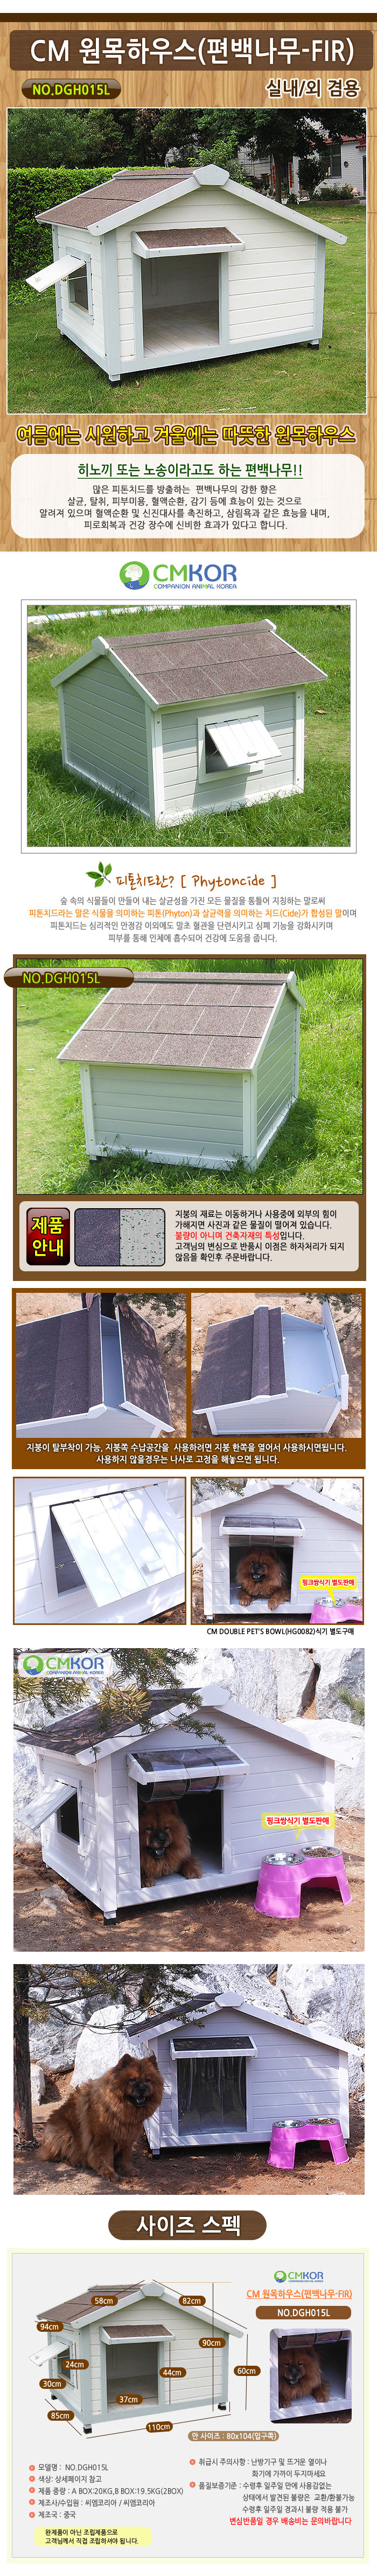 CM 원목하우스(편백나무-FIR)
NO.DGH015L
실내/외 겸용
여름에는 시원하고 겨울에는 따뜻한 원목하우스
히노끼 또는 노송이라고도 하는 편백나무!!
많은 피톤치드를 방출하는 편백나무의 강한 향은
살균, 탈취, 피부미용, 혈액순환, 감기 등에 효능이 있는 것으로
알려져 있으며 혈액순환 및 신진대사를 촉진하고, 삼림욕과 같은 효능을 내며,
피로회복과 건강 장수에 신비한 효과가 있다고 합니다.
CMKOR
COMPANION ANIMAL KOREA
피톨치드란? [ Phytoncide ]
숲 속의 식물들이 만들어 내는 살균성을 가진 모든 물질을 통틀어 지칭하는 말로써
피톤치드라는 말은 식물을 의미하는 피톤(Phyton)과 살균력을 의미하는 치드(Cide)가 합성된 말이며
피톤치드는 심리적인 안정감 이외에도 말초 혈관을 단련시키고 심폐 기능을 강화시키며
피부를 통해 인체에 흡수되어 건강에 도움을 줍니다.
NO.DGH015L
제품
안내
지붕의 재료는 이동하거나 사용중에 외부의 힘이
가해지면 사진과 같은 물질이 떨어져 있습니다.
불량이 아니며 건축자재의 특성입니다.
고객님의 변심으로 반품시 이점은 하자처리가 되지
않음을 확인후 주문바랍니다.
지붕이 탈부착이 가능, 지붕쪽 수납공간을 사용하려면 지붕 한쪽을 열어서 사용하시면됩니다.
사용하지 않을경우는 나사로 고정을 해놓으면 됩니다.
핑크쌍식기 별도판매
CM DOUBLE PET'S BOWL(HG0082)식기 별도구매
CMKOR
COMPANION ANIMAL KOREA
핑크쌍식기 별도판매
사이즈 스펙
CMKOR
COMPANION ANIMAL KOREA
CM 원목하우스(편백나무-FIR)
NO.DGH015L
58cm
82cm
94cm
90cm
24cm
44cm
60cm
30cm
37cm
85cm
110cm
안 사이즈 : 80x104(입구쪽)
모델명 : NO.DGH015L
색상: 상세페이지 참고
제품 중량 : A BOX:20KG,B BOX:19.5KG(2BOX)
제조사/수입원 : 씨엠코리아 / 씨엠코리아
제조국 : 중국
완제품이 아닌 조립제품으로
고객님께서 직접 조립하셔야 됩니다.
취급시 주의사항 : 난방기구 및 뜨거운 열이나
화기에 가까이 두지마세요
품질보증기준 : 수령후 일주일 안에 사용감없는
상태에서 발견된 불량은 교환/환불가능
수령후 일주일 경과시 불량 적용 불가
변심반품일 경우 배송비는 문의바랍니다